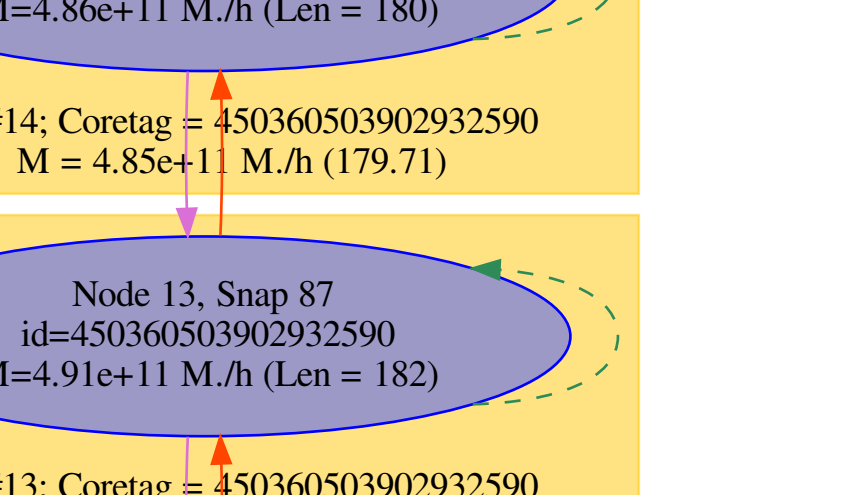 M=4.86e+11 M./h (Len = 180)
#14; Coretag = 450360503902932590
M = 4.85e+11 M./h (179.71)
Node 13, Snap 87
id=450360503902932590
M=4.91e+11 M./h (Len = 182)
#13; Coretag = 450360503902932590